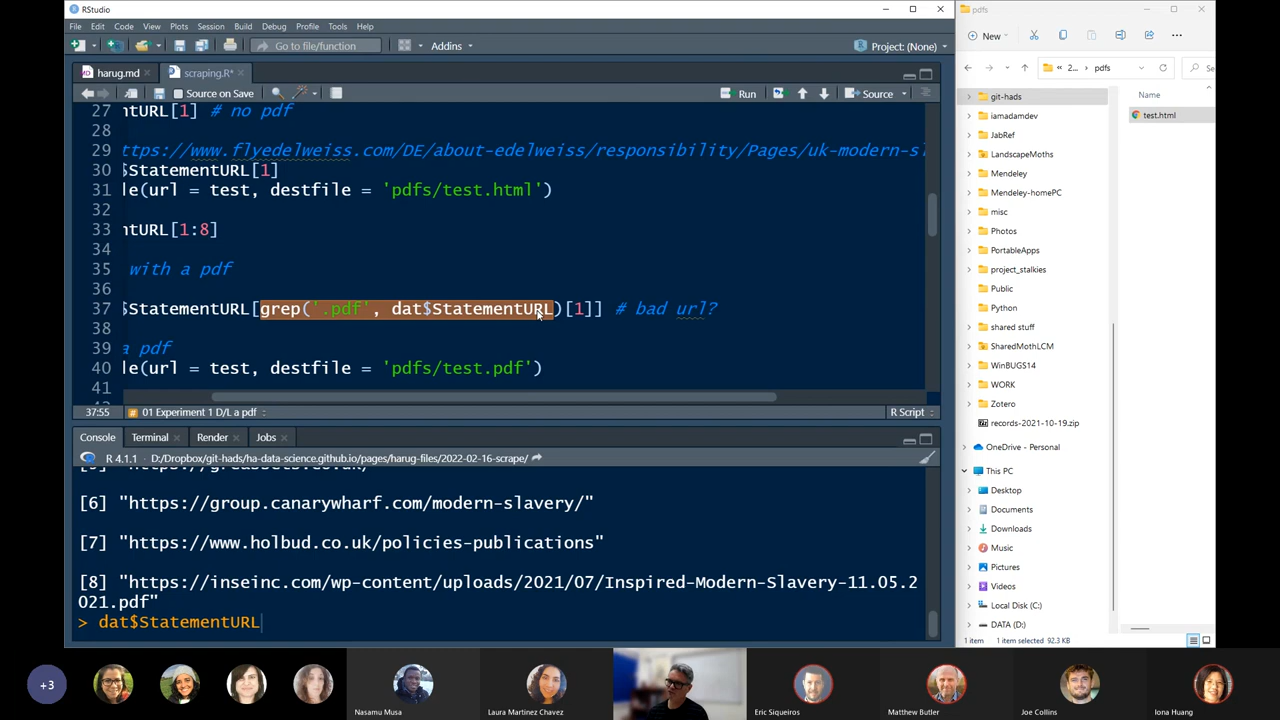 RStudio
File Edit Code View Plots Session Build Debug Profile Tools Help
Go to file/function
Addins
Project: (None)
harug.md
scraping.R*
Source on Save
Run
Source
27 ntURL[1] # no pdf
28
29 ttps://www.flyedelweiss.com/DE/about-edelweiss/responsibility/Pages/uk-modern-sl
30 $StatementURL[1]
31 le(url = test, destfile = 'pdfs/test.html')
32
33 ntURL[1:8]
34
35 with a pdf
36
37 $StatementURL[grep('.pdf', dat$StatementURL)[1]] # bad url?
38
39 a pdf
40 le(url = test, destfile = 'pdfs/test.pdf')
41
37:55 01 Experiment 1 D/L a pdf R Script
Console Terminal Render Jobs
R 4.1.1 · D:/Dropbox/git-hads/ha-data-science.github.io/pages/harug-files/2022-02-16-scrape/
[6] "https://group.canarywharf.com/modern-slavery/"
[7] "https://www.holbud.co.uk/policies-publications"
[8] "https://inseinc.com/wp-content/uploads/2021/07/Inspired-Modern-Slavery-11.05.2
021.pdf"
> dat$StatementURL
pdfs
New
« 2... › pdfs
Se
git-hads
iamadamdev
JabRef
LandscapeMoths
Mendeley
Mendeley-homePC
misc
Photos
PortableApps
project_stalkies
Public
Python
shared stuff
SharedMothLCM
WinBUGS14
WORK
Zotero
records-2021-10-19.zip
OneDrive - Personal
This PC
Desktop
Documents
Downloads
Music
Pictures
Videos
Local Disk (C:)
DATA (D:)
Name
test.html
1 item 1 item selected 92.3 KB
+3
Nasamu Musa
Laura Martinez Chavez
Eric Siqueiros
Matthew Butler
Joe Collins
Iona Huang